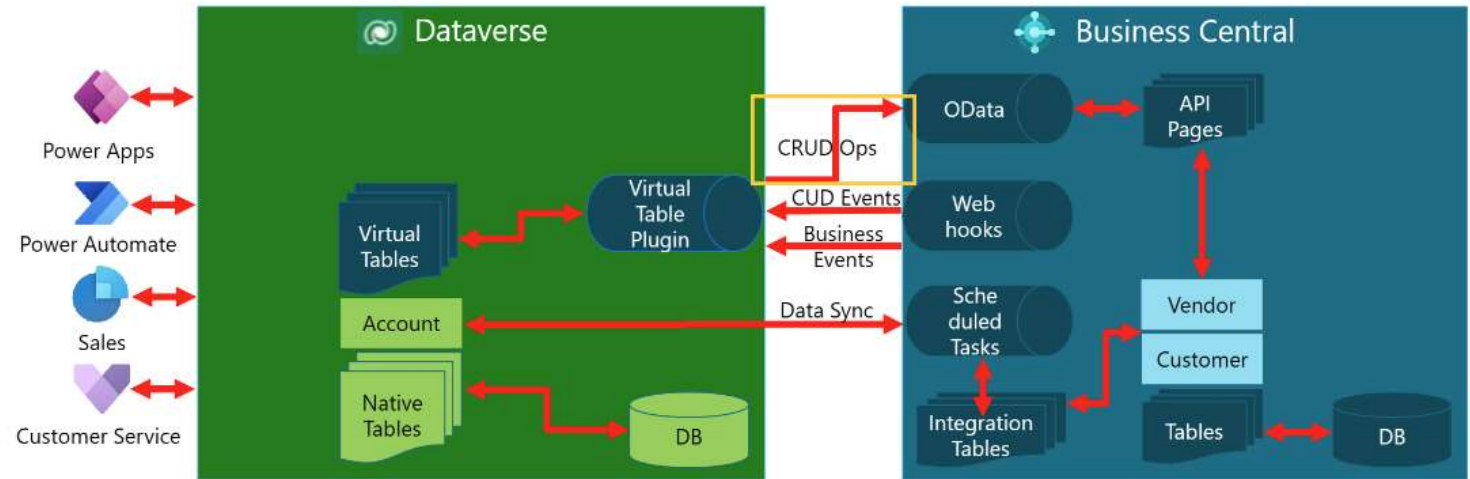 Dataverse
Business Central
Power Apps
Power Automate
Sales
Customer Service
Virtual
Tables
Virtual
Table
Plugin
Account
Native
Tables
DB
CRUD Ops
CUD Events
Business
Events
Data Sync
OData
API
Pages
Web
hooks
Sche
duled
Tasks
Vendor
Customer
Integration
Tables
Tables
DB